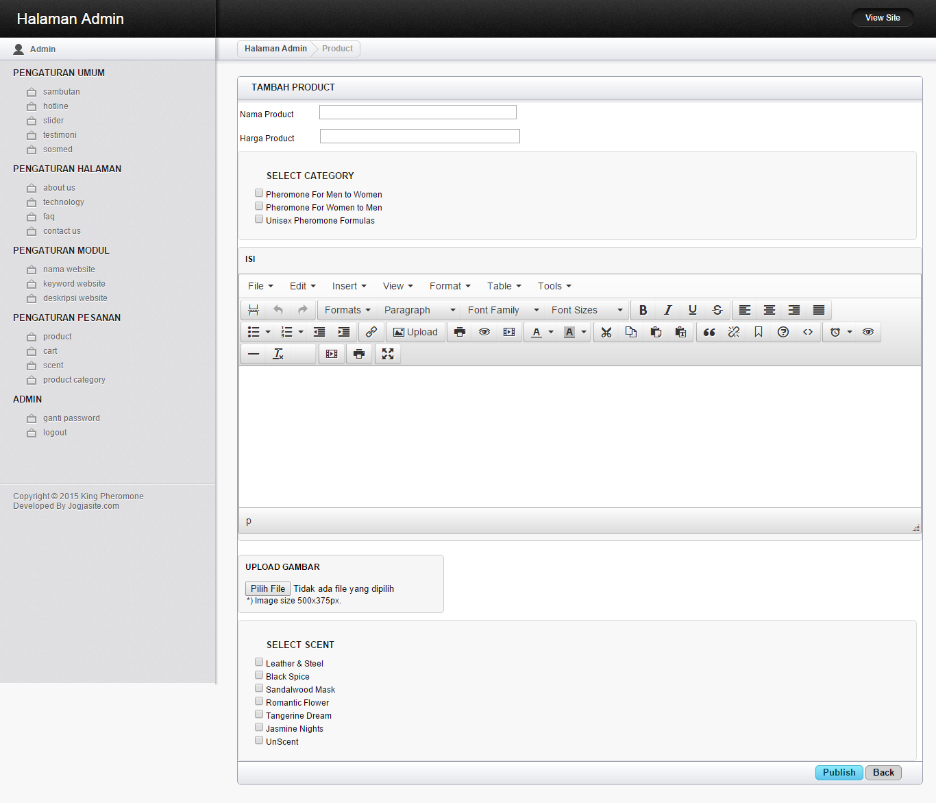 Halaman Admin
View Site
Admin
Halaman Admin
Product
PENGATURAN UMUM
sambutan
hotline
slider
testimoni
sosmed
PENGATURAN HALAMAN
about us
technology
faq
contact us
PENGATURAN MODUL
nama website
keyword website
deskripsi website
PENGATURAN PESANAN
product
cart
scent
product category
ADMIN
ganti password
logout
Copyright © 2015 King Pheromone
Developed By Jogjasite.com
TAMBAH PRODUCT
Nama Product
Harga Product
SELECT CATEGORY
Pheromone For Men to Women
Pheromone For Women to Men
Unisex Pheromone Formulas
ISI
File Edit Insert View Format Table Tools
Formats Paragraph Font Family Font Sizes B I U S
Upload A A
p
UPLOAD GAMBAR
Pilih File Tidak ada file yang dipilih
*) Image size 500x375px.
SELECT SCENT
Leather & Steel
Black Spice
Sandalwood Mask
Romantic Flower
Tangerine Dream
Jasmine Nights
UnScent
Publish Back